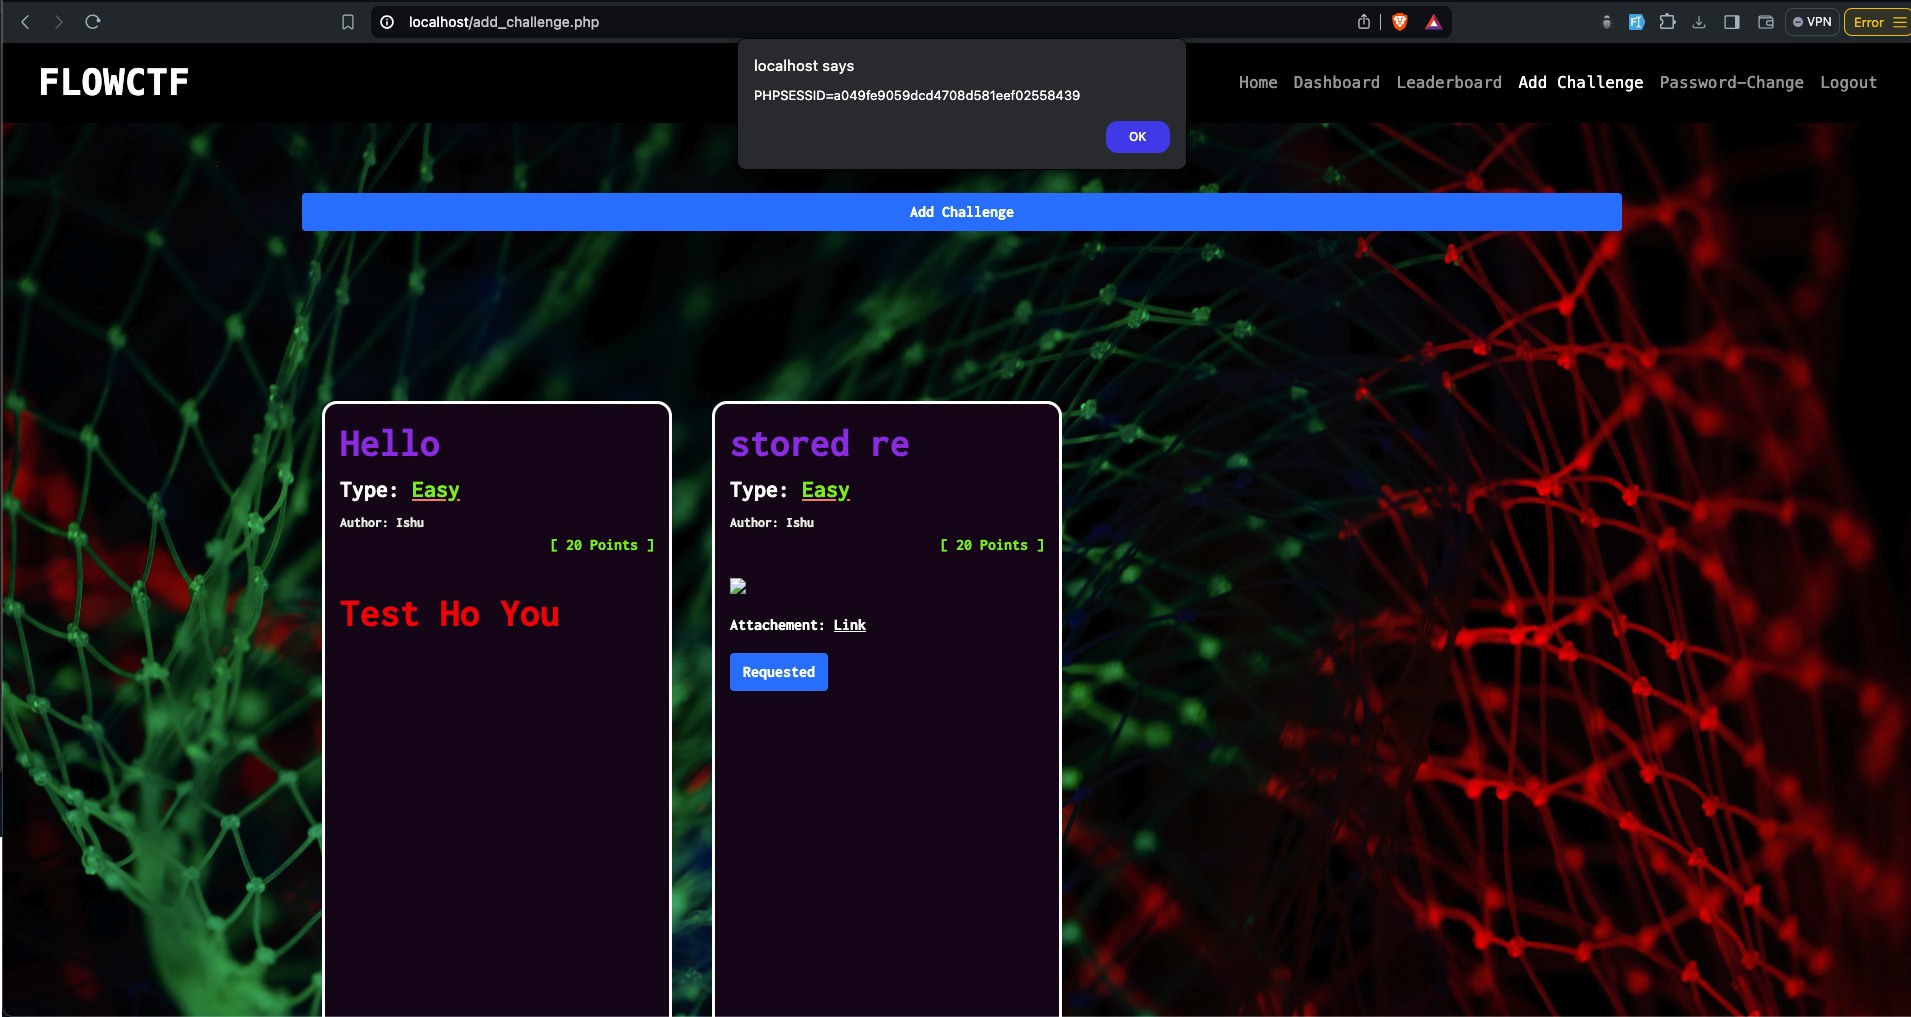 localhost/add_challenge.php
VPN
Error
FLOWCTF
localhost says
PHPSESSID=a049fe9059dcd4708d581eef02558439
OK
Home Dashboard Leaderboard Add Challenge Password-Change Logout
Add Challenge
Hello
Type: Easy
Author: Ishu
[ 20 Points ]
Test Ho You
stored re
Type: Easy
Author: Ishu
[ 20 Points ]
Attachement: Link
Requested